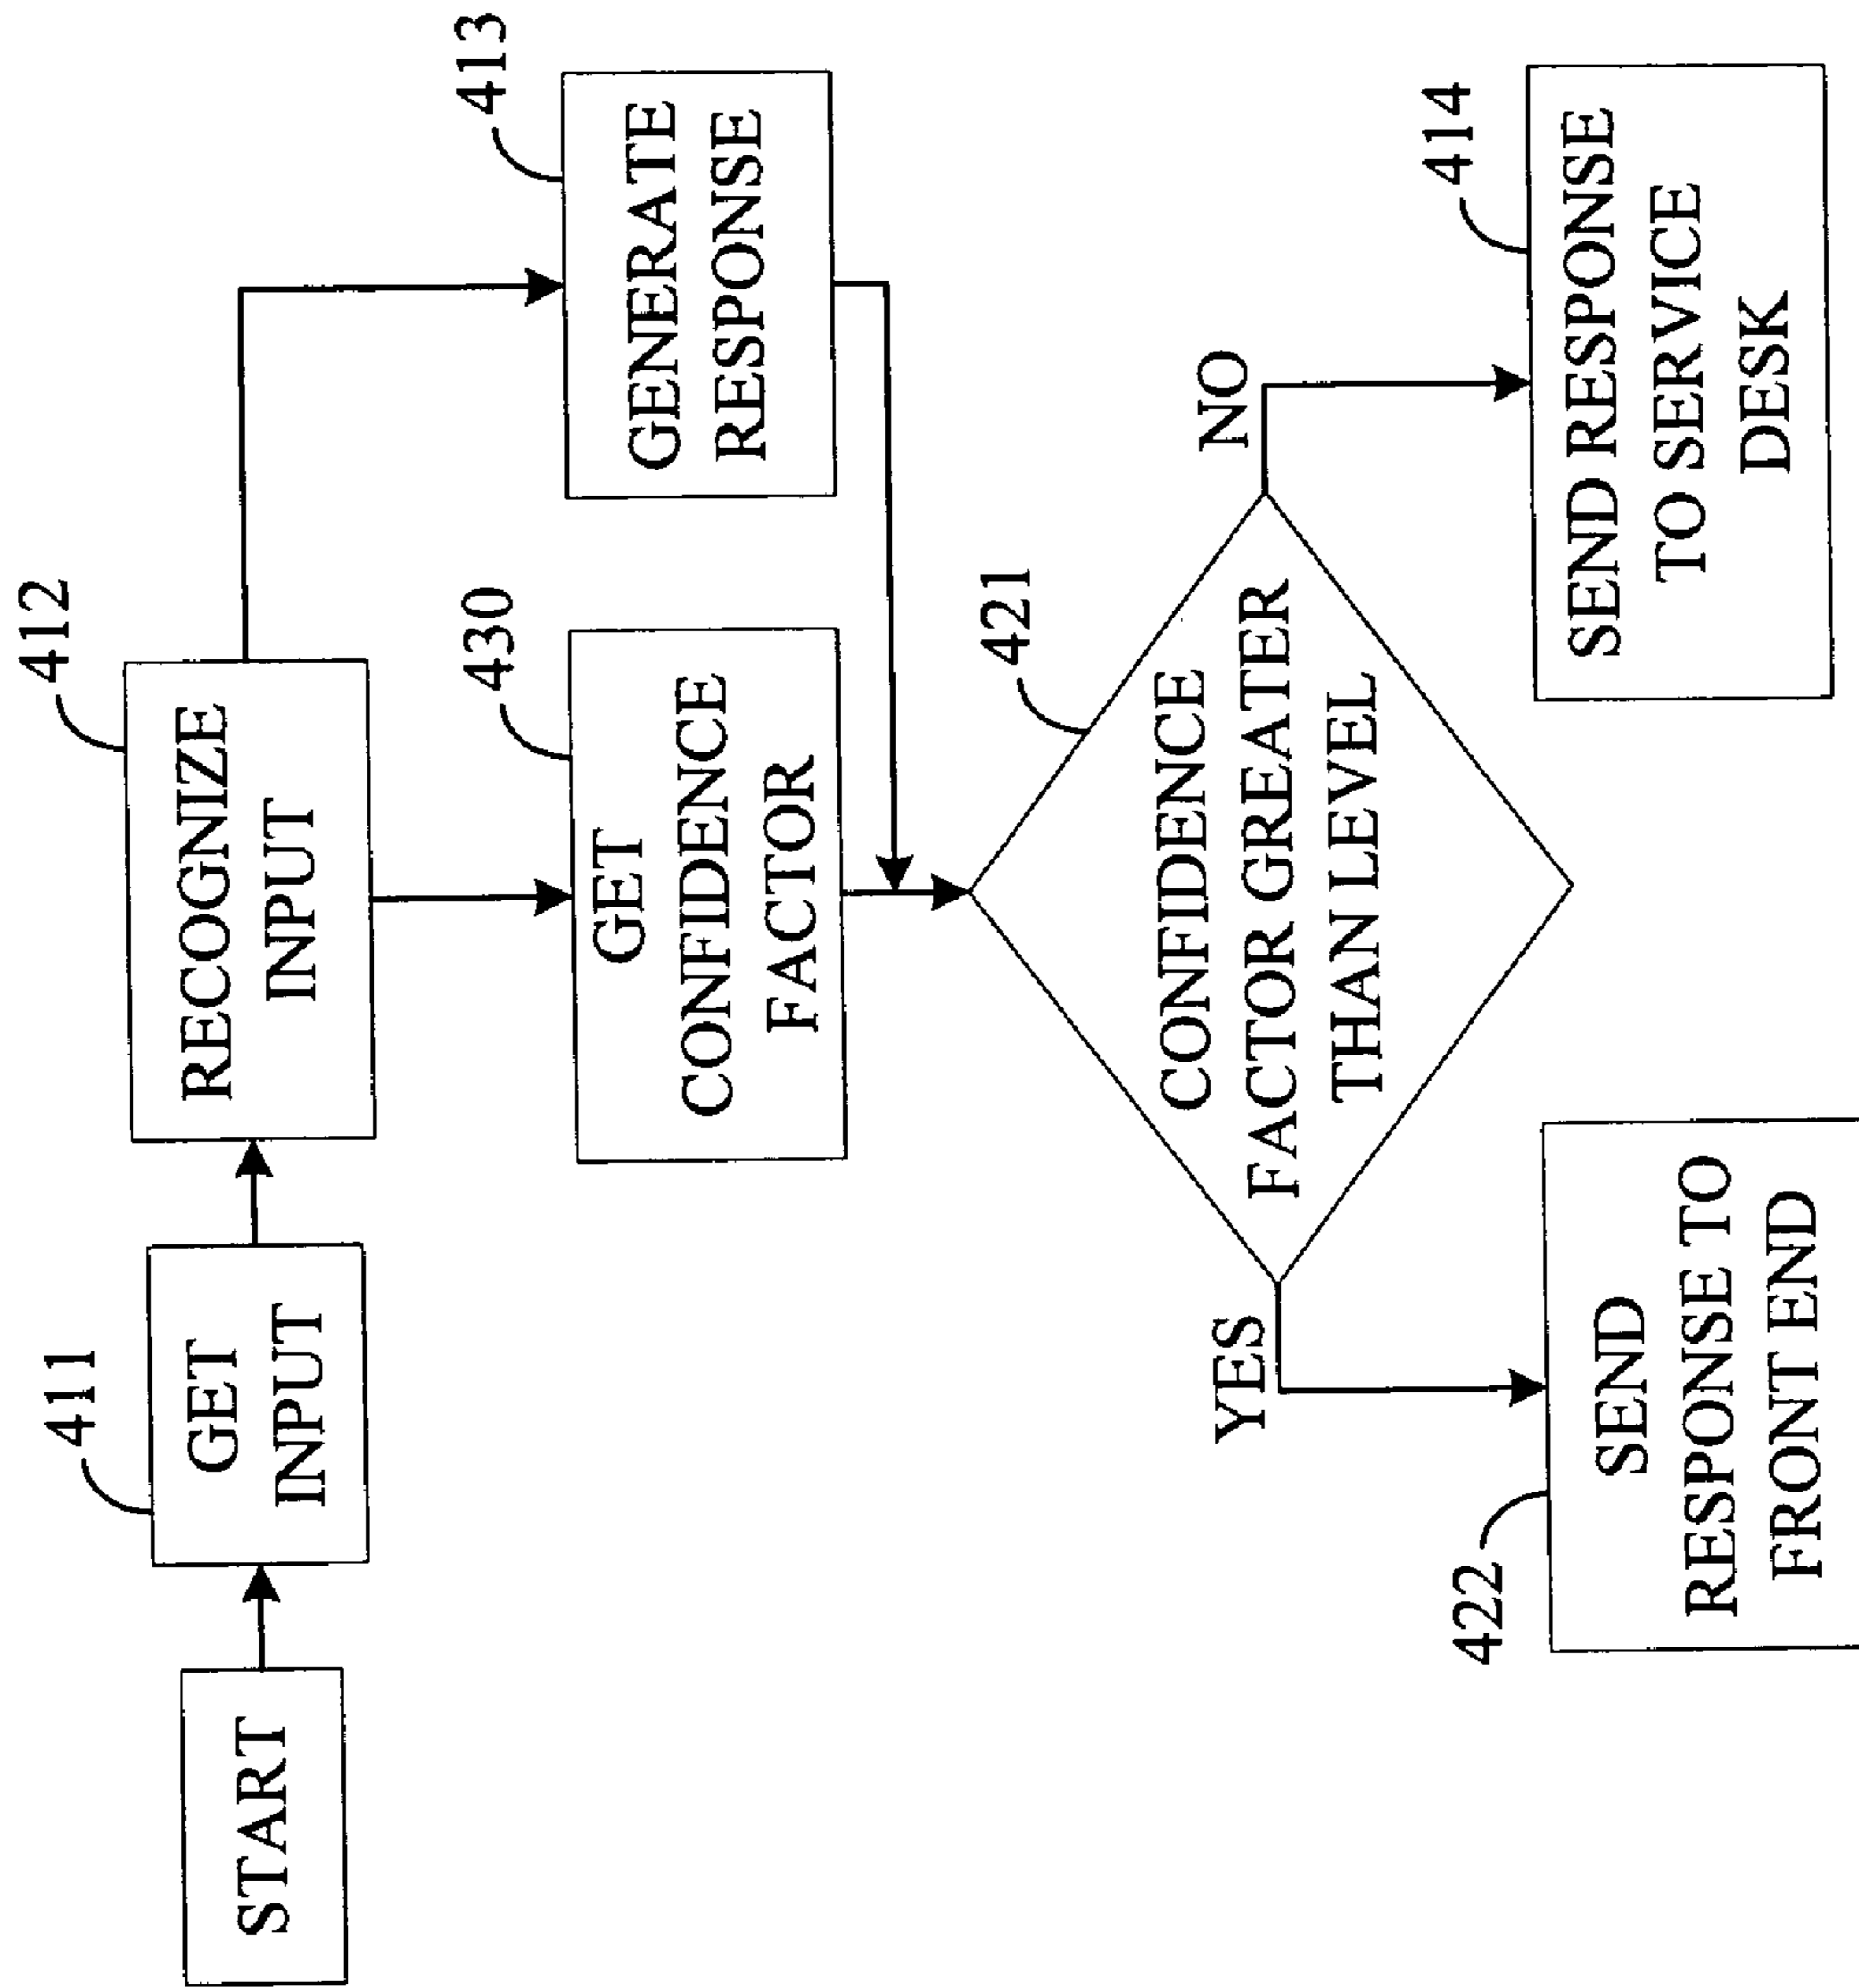 START
411
GET
INPUT
412
RECOGNIZE
INPUT
430
GET
CONFIDENCE
FACTOR
413
GENERATE
RESPONSE
421
CONFIDENCE
FACTOR GREATER
THAN LEVEL
YES
NO
422
SEND
RESPONSE TO
FRONT END
414
SEND RESPONSE
TO SERVICE
DESK